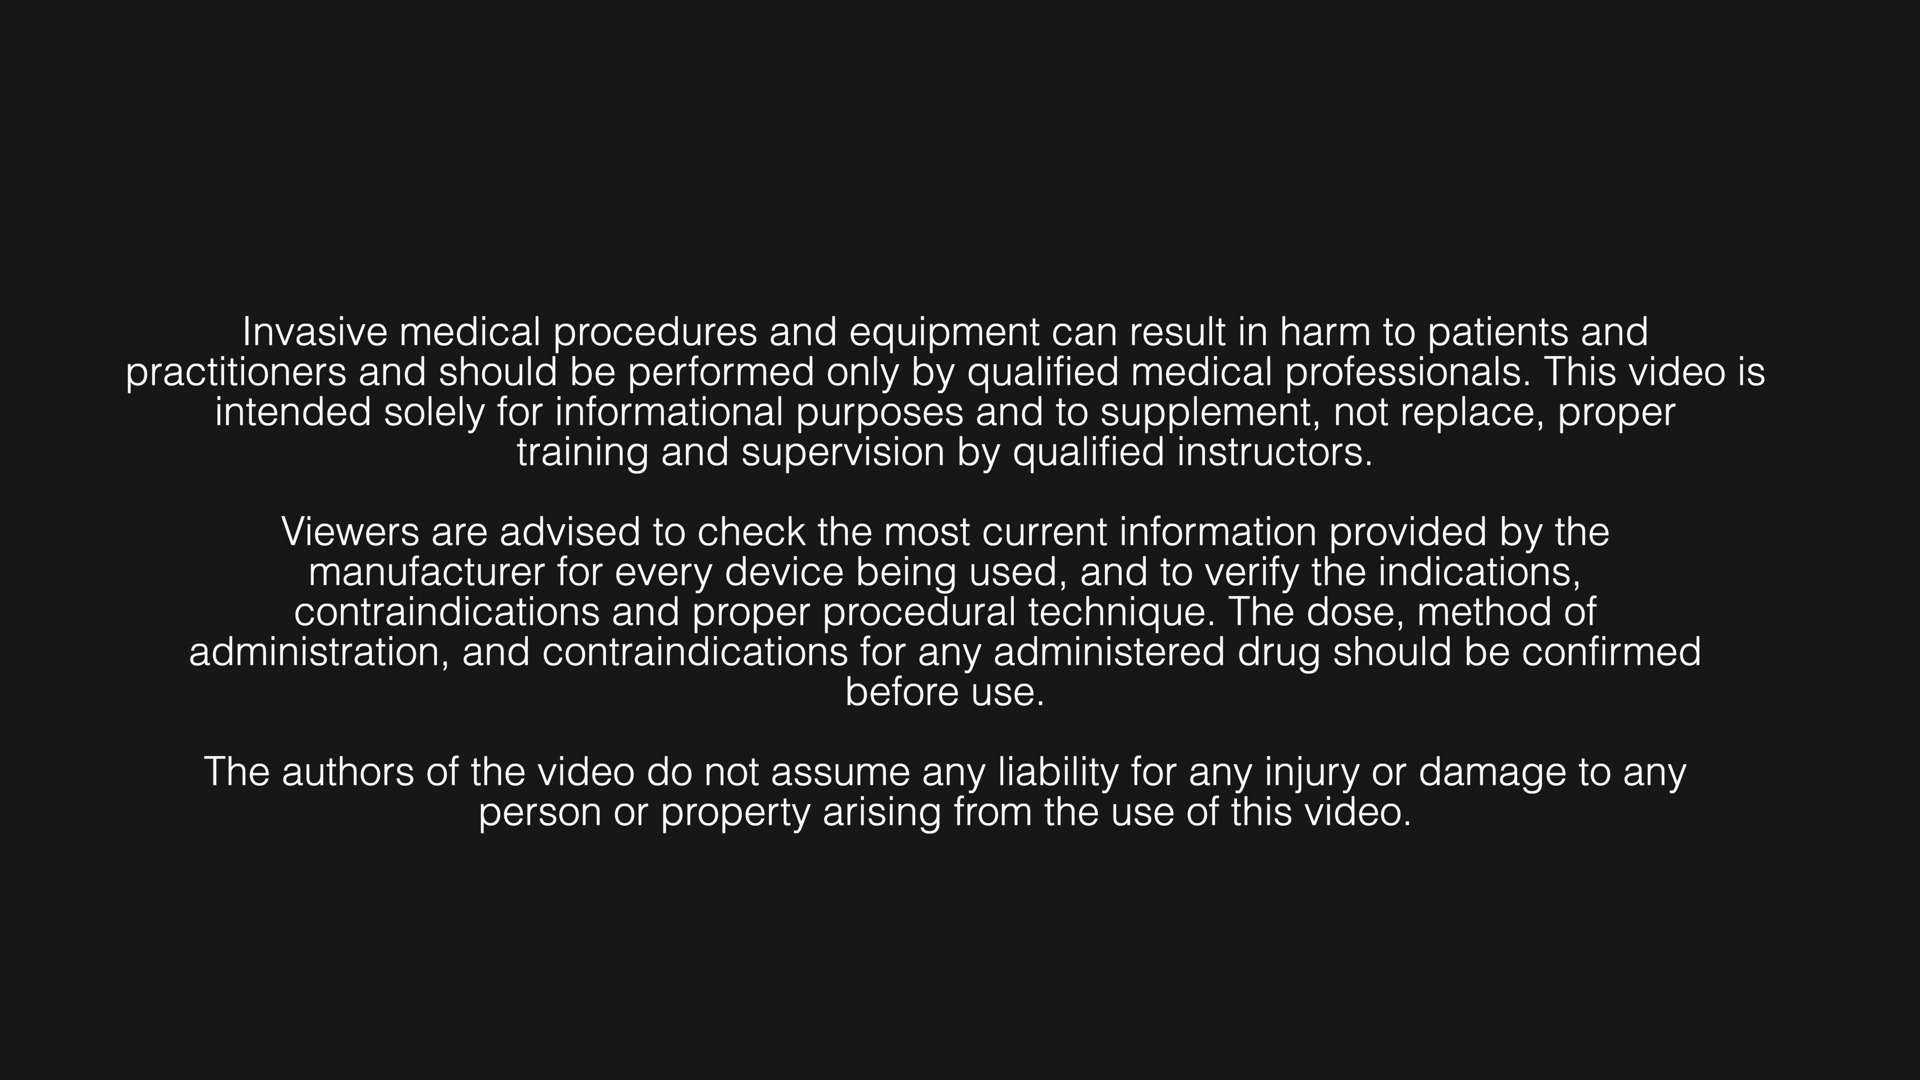 Invasive medical procedures and equipment can result in harm to patients and
practitioners and should be performed only by qualified medical professionals. This video is
intended solely for informational purposes and to supplement, not replace, proper
training and supervision by qualified instructors.
Viewers are advised to check the most current information provided by the
manufacturer for every device being used, and to verify the indications,
contraindications and proper procedural technique. The dose, method of
administration, and contraindications for any administered drug should be confirmed
before use.
The authors of the video do not assume any liability for any injury or damage to any
person or property arising from the use of this video.